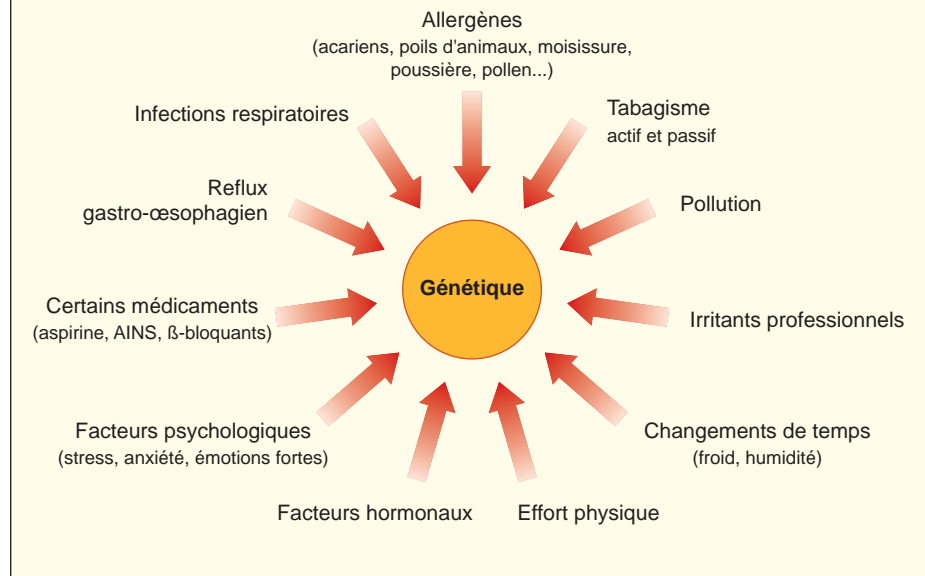 Allergènes
(acariens, poils d'animaux, moisissure,
poussière, pollen...)
Infections respiratoires
Tabagisme
actif et passif
Reflux
gastro-œsophagien
Pollution
Génétique
Certains médicaments
(aspirine, AINS, ß-bloquants)
Irritants professionnels
Facteurs psychologiques
(stress, anxiété, émotions fortes)
Changements de temps
(froid, humidité)
Facteurs hormonaux
Effort physique